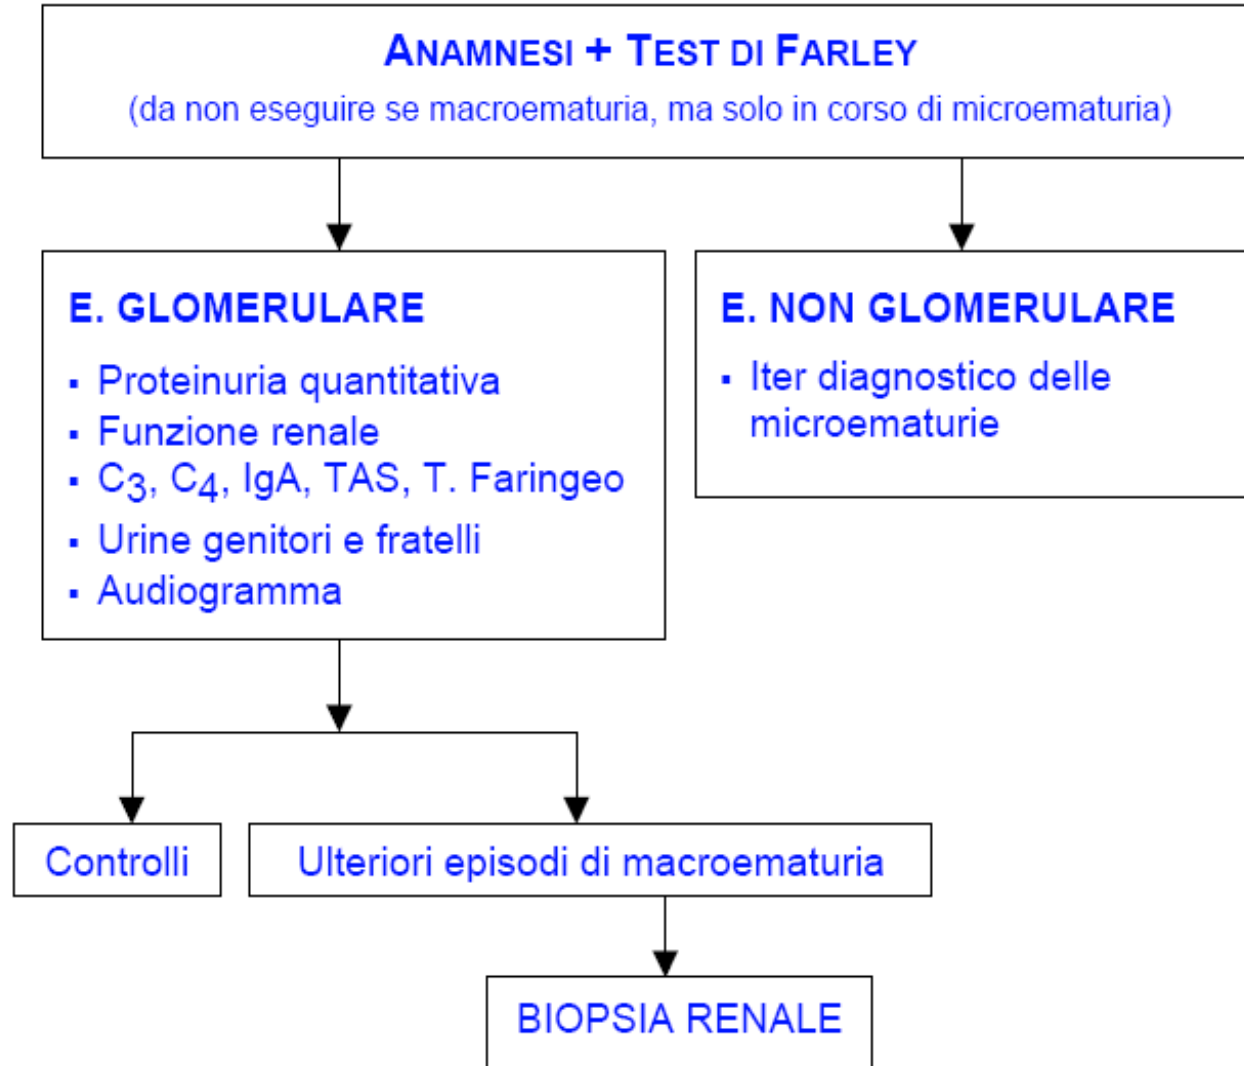 ANAMNESI + TEST DI FARLEY
(da non eseguire se macroematuria, ma solo in corso di microematuria)
E. GLOMERULARE
▪ Proteinuria quantitativa
▪ Funzione renale
▪ C3, C4, IgA, TAS, T. Faringeo
▪ Urine genitori e fratelli
▪ Audiogramma
E. NON GLOMERULARE
▪ Iter diagnostico delle
microematurie
Controlli
Ulteriori episodi di macroematuria
BIOPSIA RENALE